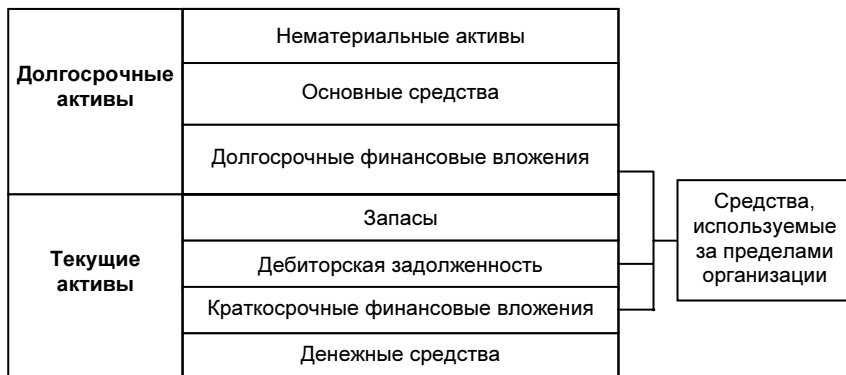 Нематериальные активы
Долгосрочные
активы
Основные средства
Долгосрочные финансовые вложения
Запасы
Текущие
активы
Дебиторская задолженность
Краткосрочные финансовые вложения
Денежные средства
Средства,
используемые
за пределами
организации